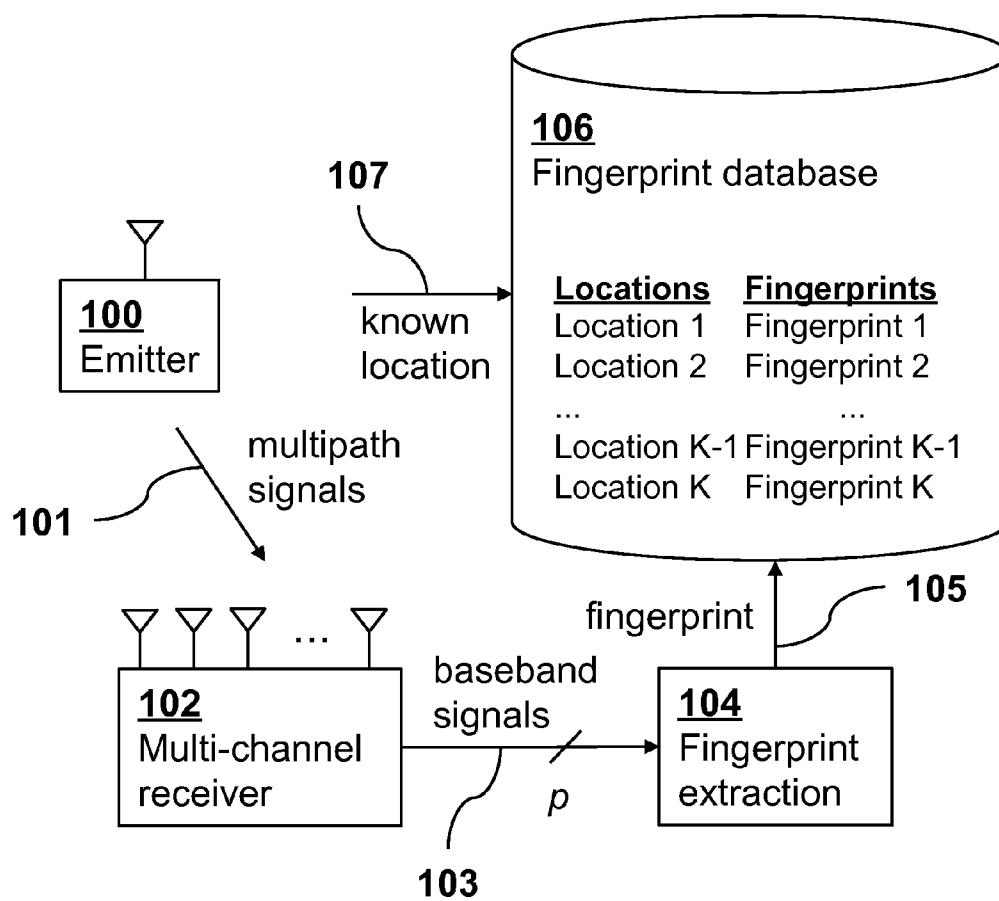 106
Fingerprint database
107
known
location
Locations Fingerprints
Location 1 Fingerprint 1
Location 2 Fingerprint 2
... ...
Location K-1 Fingerprint K-1
Location K Fingerprint K
100
Emitter
multipath
signals
101
105
fingerprint
...
102
Multi-channel
receiver
baseband
signals
p
103
104
Fingerprint
extraction